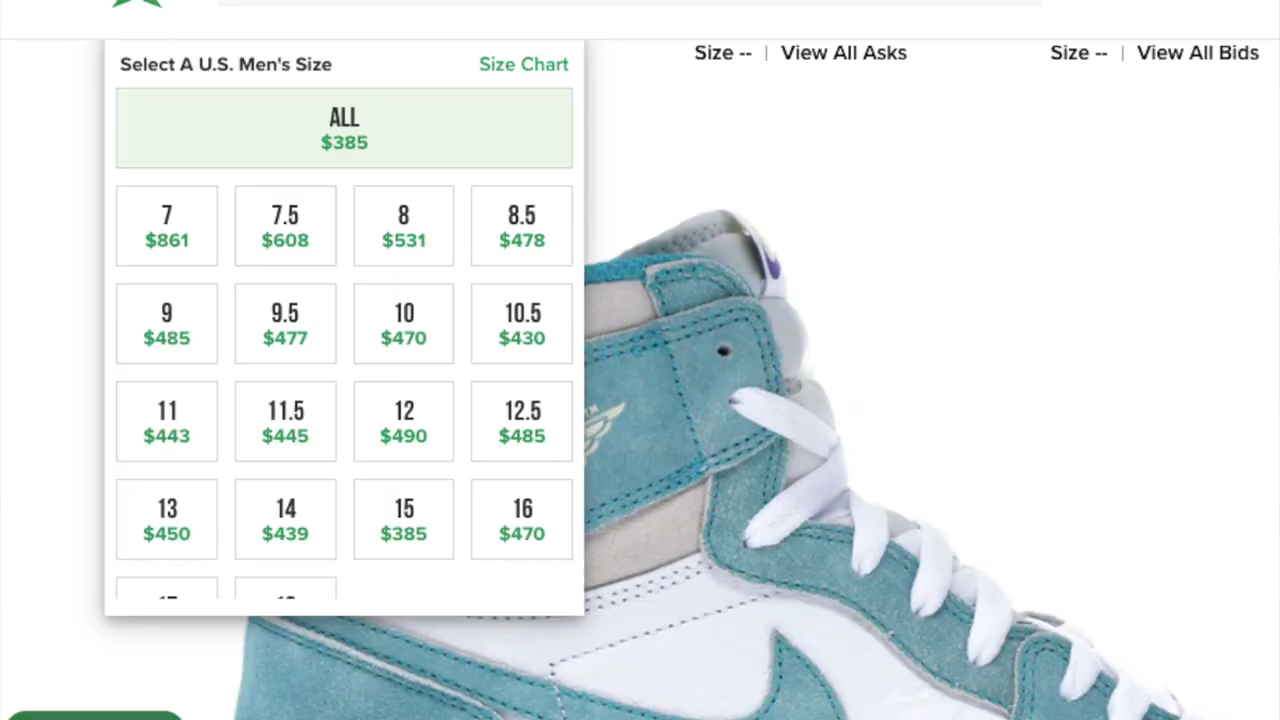 Select A U.S. Men's Size Size Chart
Size -- | View All Asks
Size -- | View All Bids
ALL
$385
7 7.5 8 8.5
$861 $608 $531 $478
9 9.5 10 10.5
$485 $477 $470 $430
11 11.5 12 12.5
$443 $445 $490 $485
13 14 15 16
$450 $439 $385 $470